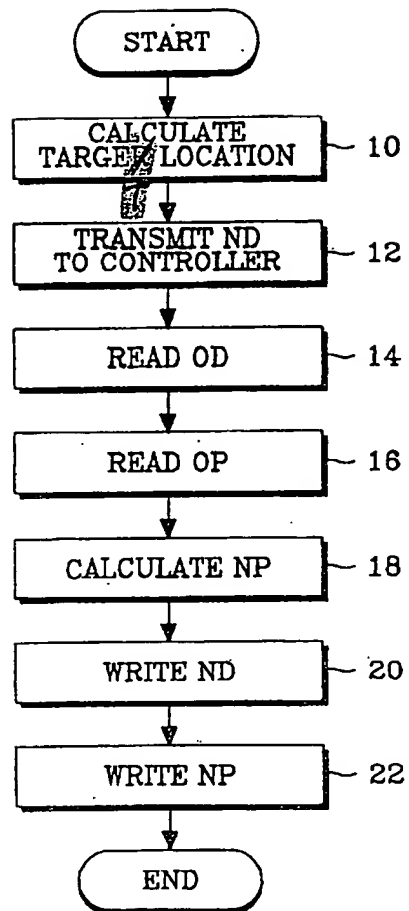 START
CALCULATE
TARGET LOCATION
10
TRANSMIT ND
TO CONTROLLER
12
READ OD
14
READ OP
16
CALCULATE NP
18
WRITE ND
20
WRITE NP
22
END